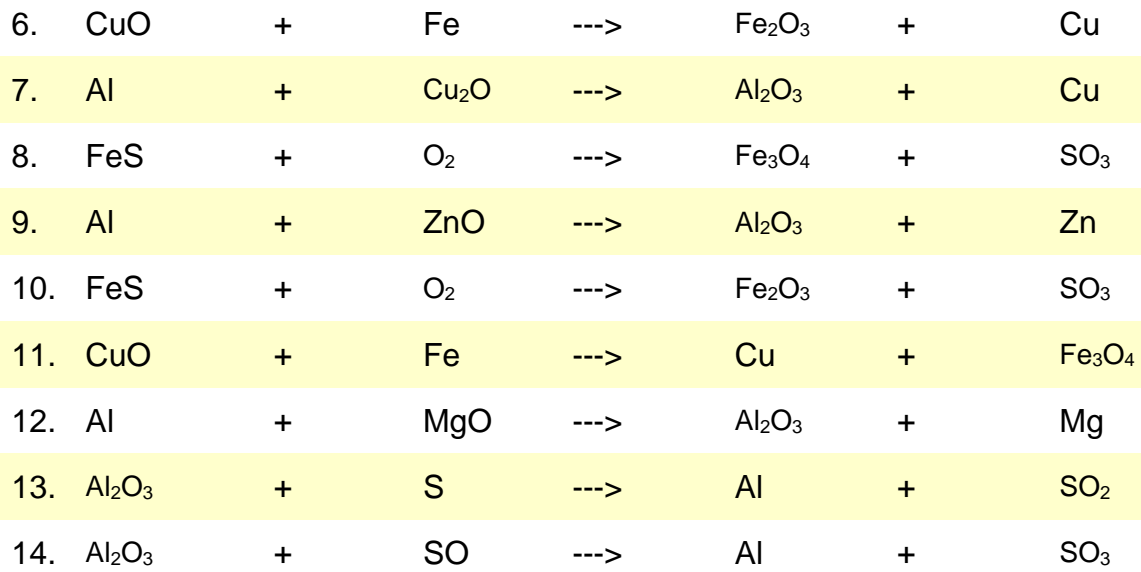 6. CuO + Fe ---> Fe₂O₃ + Cu
7. Al + Cu₂O ---> Al₂O₃ + Cu
8. FeS + O₂ ---> Fe₃O₄ + SO₃
9. Al + ZnO ---> Al₂O₃ + Zn
10. FeS + O₂ ---> Fe₂O₃ + SO₃
11. CuO + Fe ---> Cu + Fe₃O₄
12. Al + MgO ---> Al₂O₃ + Mg
13. Al₂O₃ + S ---> Al + SO₂
14. Al₂O₃ + SO ---> Al + SO₃